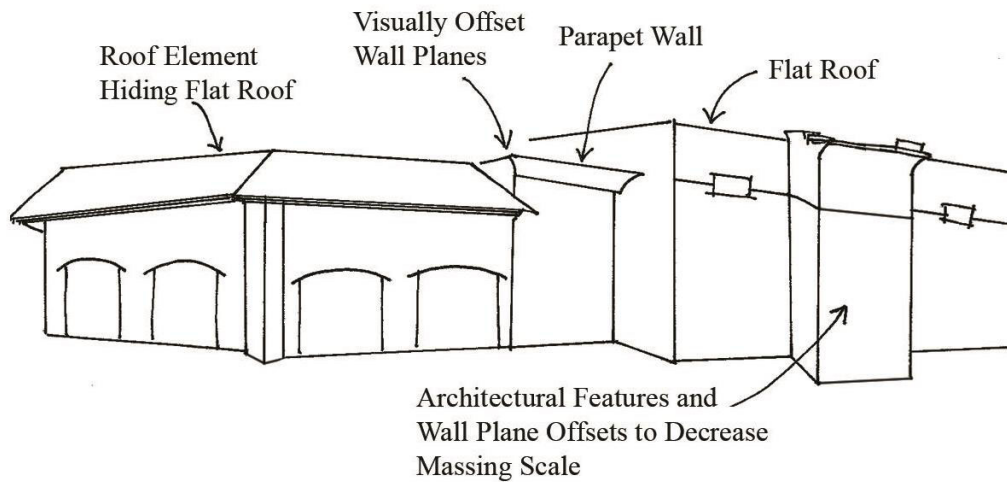 Visually Offset
Wall Planes
Roof Element
Hiding Flat Roof
Parapet Wall
Flat Roof
Architectural Features and
Wall Plane Offsets to Decrease
Massing Scale